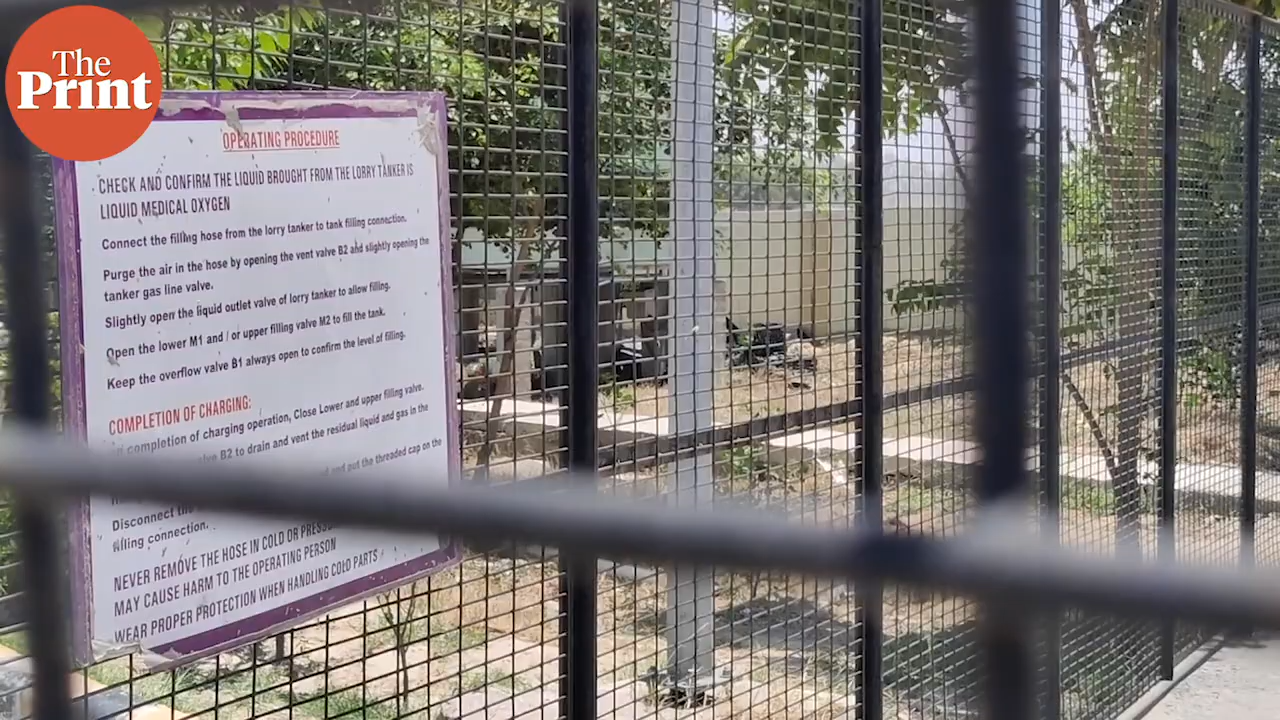 The
Print
OPERATING PROCEDURE
CHECK AND CONFIRM THE LIQUID BROUGHT FROM THE LORRY TANKER IS
LIQUID MEDICAL OXYGEN
Connect the filling hose from the lorry tanker to tank filling connection.
Purge the air in the hose by opening the vent valve B2 and slightly opening the
tanker gas line valve.
Slightly open the liquid outlet valve of lorry tanker to allow filling.
Open the lower M1 and / or upper filling valve M2 to fill the tank.
Keep the overflow valve B1 always open to confirm the level of filling.
COMPLETION OF CHARGING:
completion of charging operation, Close Lower and upper filling valve.
B2 to drain and vent the residual liquid and gas in the
and put the threaded cap on the
Disconnect
filling connection.
NEVER REMOVE THE HOSE IN COLD OR
MAY CAUSE HARM TO THE OPERATING PERSON
WEAR PROPER PROTECTION WHEN HANDLING COLD PARTS